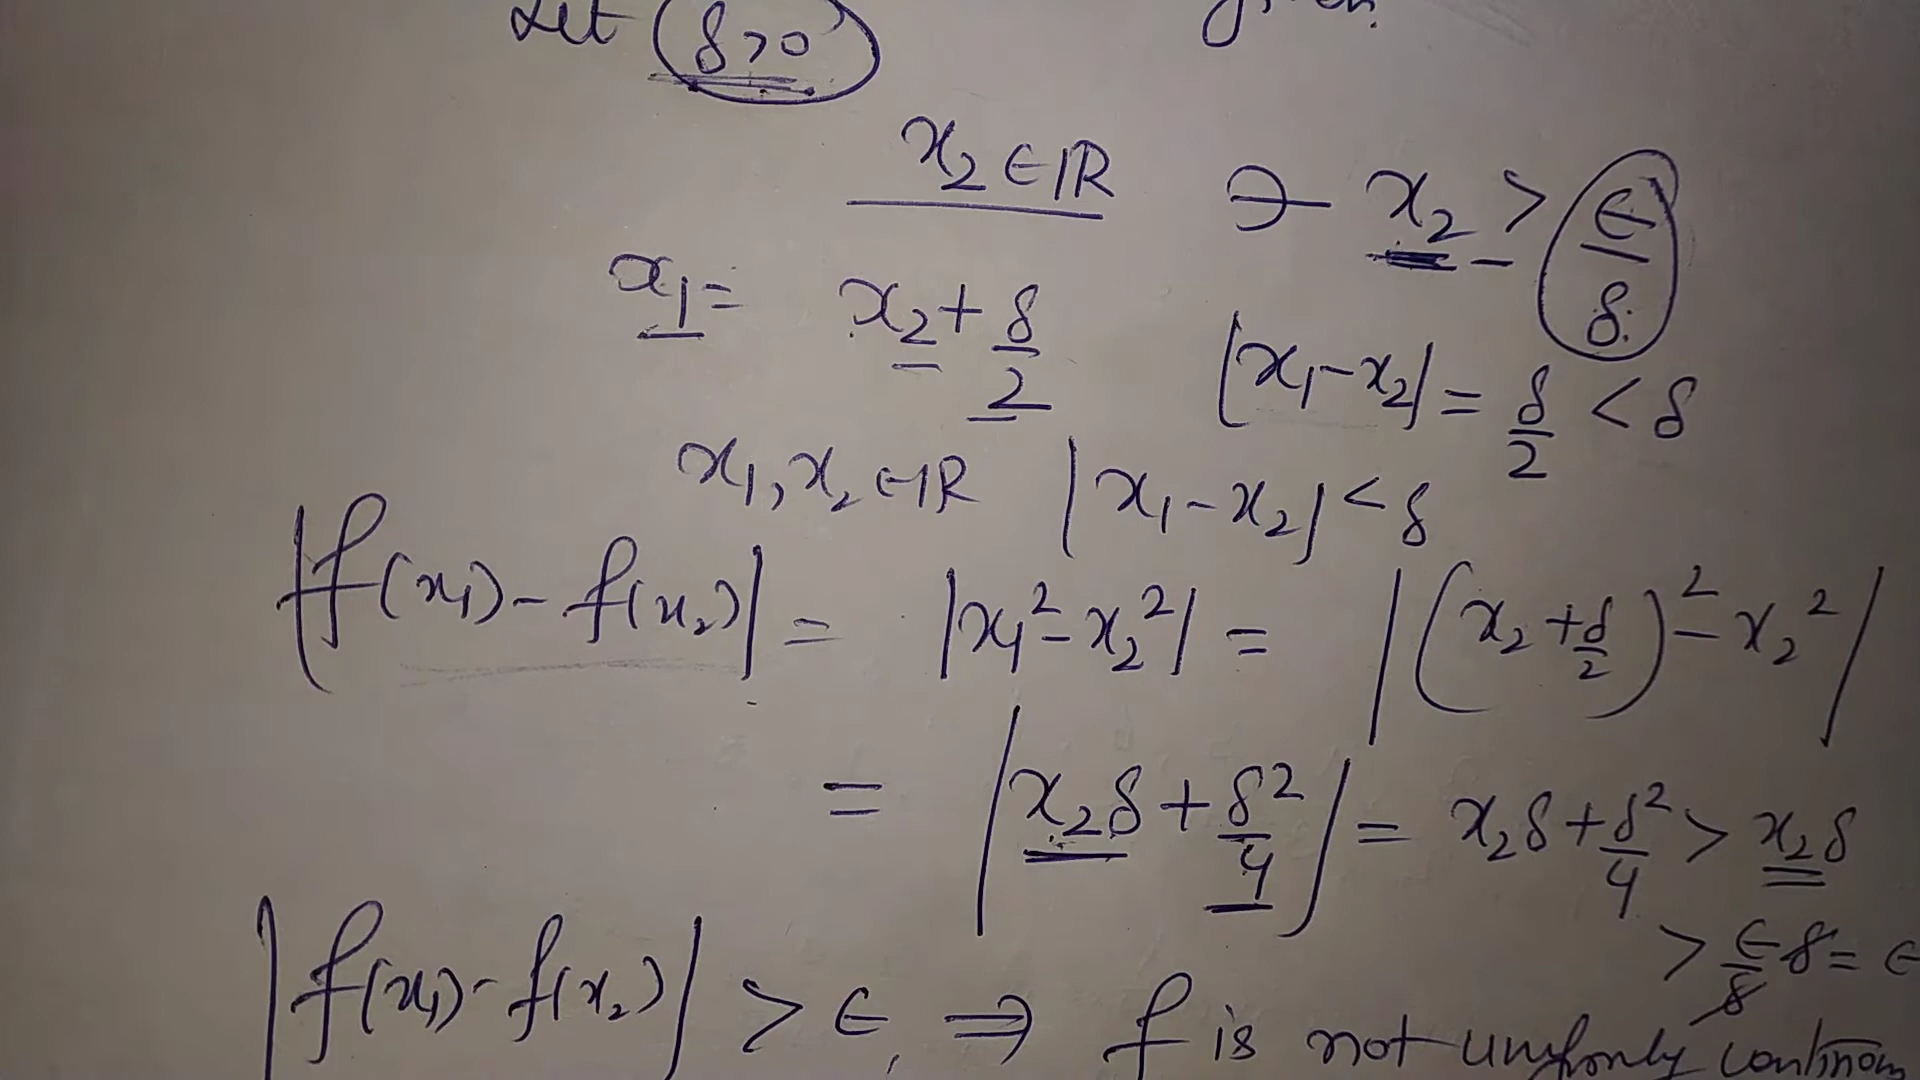 Let δ>0 given.
x₂ ∈ ℝ ∋ x₂ > ε/δ
x₁ = x₂ + δ/2 |x₁-x₂| = δ/2 < δ
x₁, x₂ ∈ ℝ |x₁-x₂| < δ
|f(x₁) - f(x₂)| = |x₁² - x₂²| = |(x₂ + δ/2)² - x₂²|
= |x₂δ + δ²/4| = x₂δ + δ²/4 > x₂δ
> ε/δ δ = ε
|f(x₁) - f(x₂)| > ε, ⇒ f is not uniformly continuous